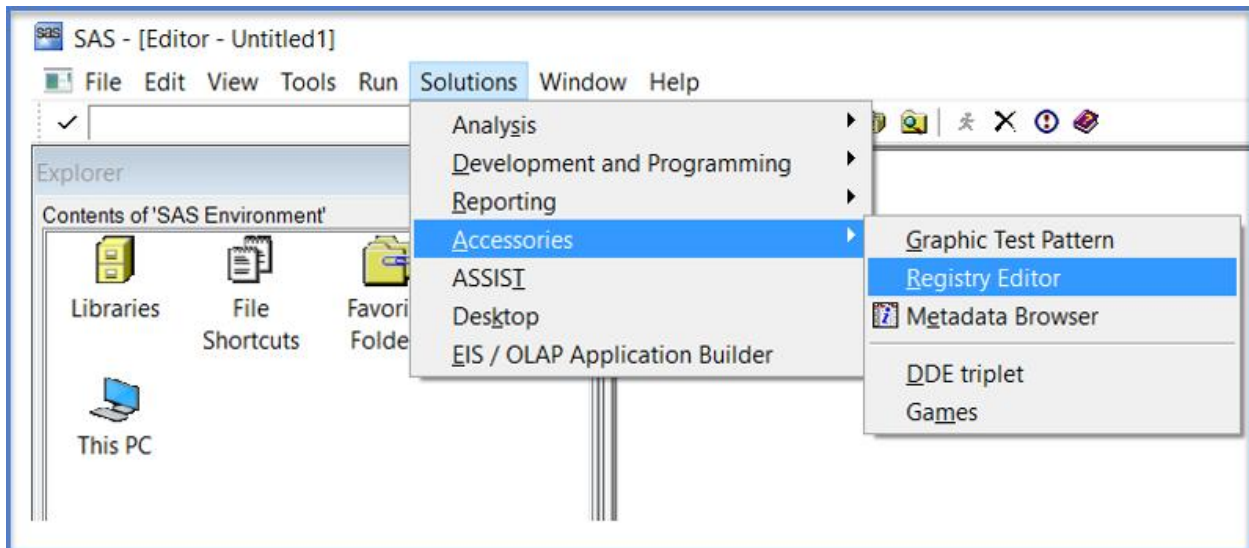 sas SAS - [Editor - Untitled1]
File Edit View Tools Run Solutions Window Help
Explorer
Contents of 'SAS Environment'
Libraries
File
Shortcuts
Favori
Folde
This PC
Analysis
Development and Programming
Reporting
Accessories
ASSIST
Desktop
EIS / OLAP Application Builder
Graphic Test Pattern
Registry Editor
Metadata Browser
DDE triplet
Games